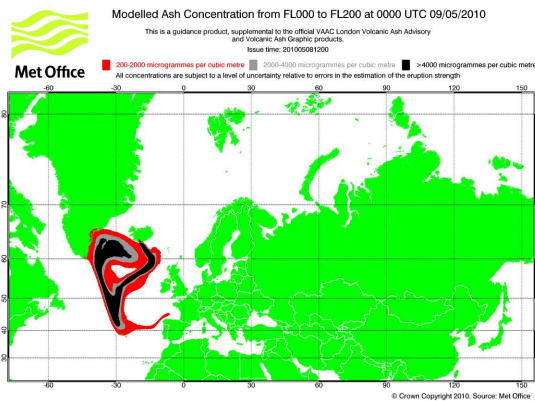 Modelled Ash Concentration from FL000 to FL200 at 0000 UTC 09/05/2010
This is a guidance product, supplemental to the official VAAC London Volcanic Ash Advisory
and Volcanic Ash Graphic products.
Issue time: 201005081200
Met Office
200-2000 microgrammes per cubic metre 2000-4000 microgrammes per cubic metre >4000 microgrammes per cubic metre
All concentrations are subject to a level of uncertainty relative to errors in the estimation of the eruption strength
-60 -30 0 30 60 90 120 150
80
70
60
50
40
30
-60 -30 0 30 60 90 120 150
© Crown Copyright 2010. Source: Met Office